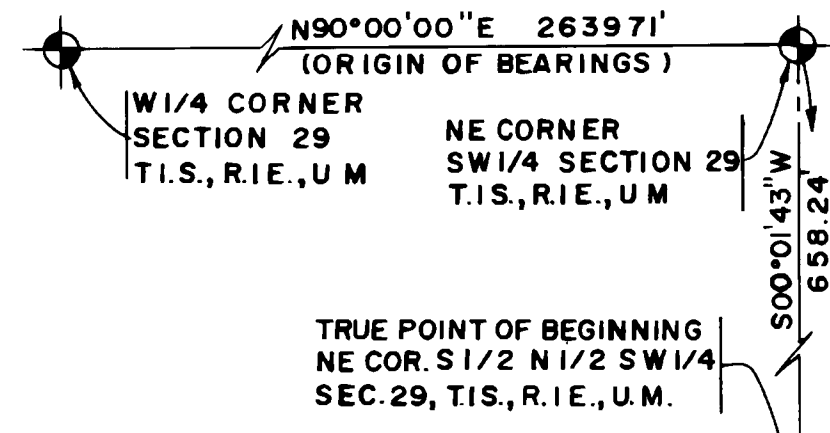 N90°00'00"E 263971'
(ORIGIN OF BEARINGS)
W1/4 CORNER
SECTION 29
T1.S., R.1E., U M
NE CORNER
SW1/4 SECTION 29
T.1S., R.1E., U M
S00°01'43"W
658.24
TRUE POINT OF BEGINNING
NE COR. S1/2 N1/2 SW1/4
SEC. 29, T.1S., R.1E., U.M.